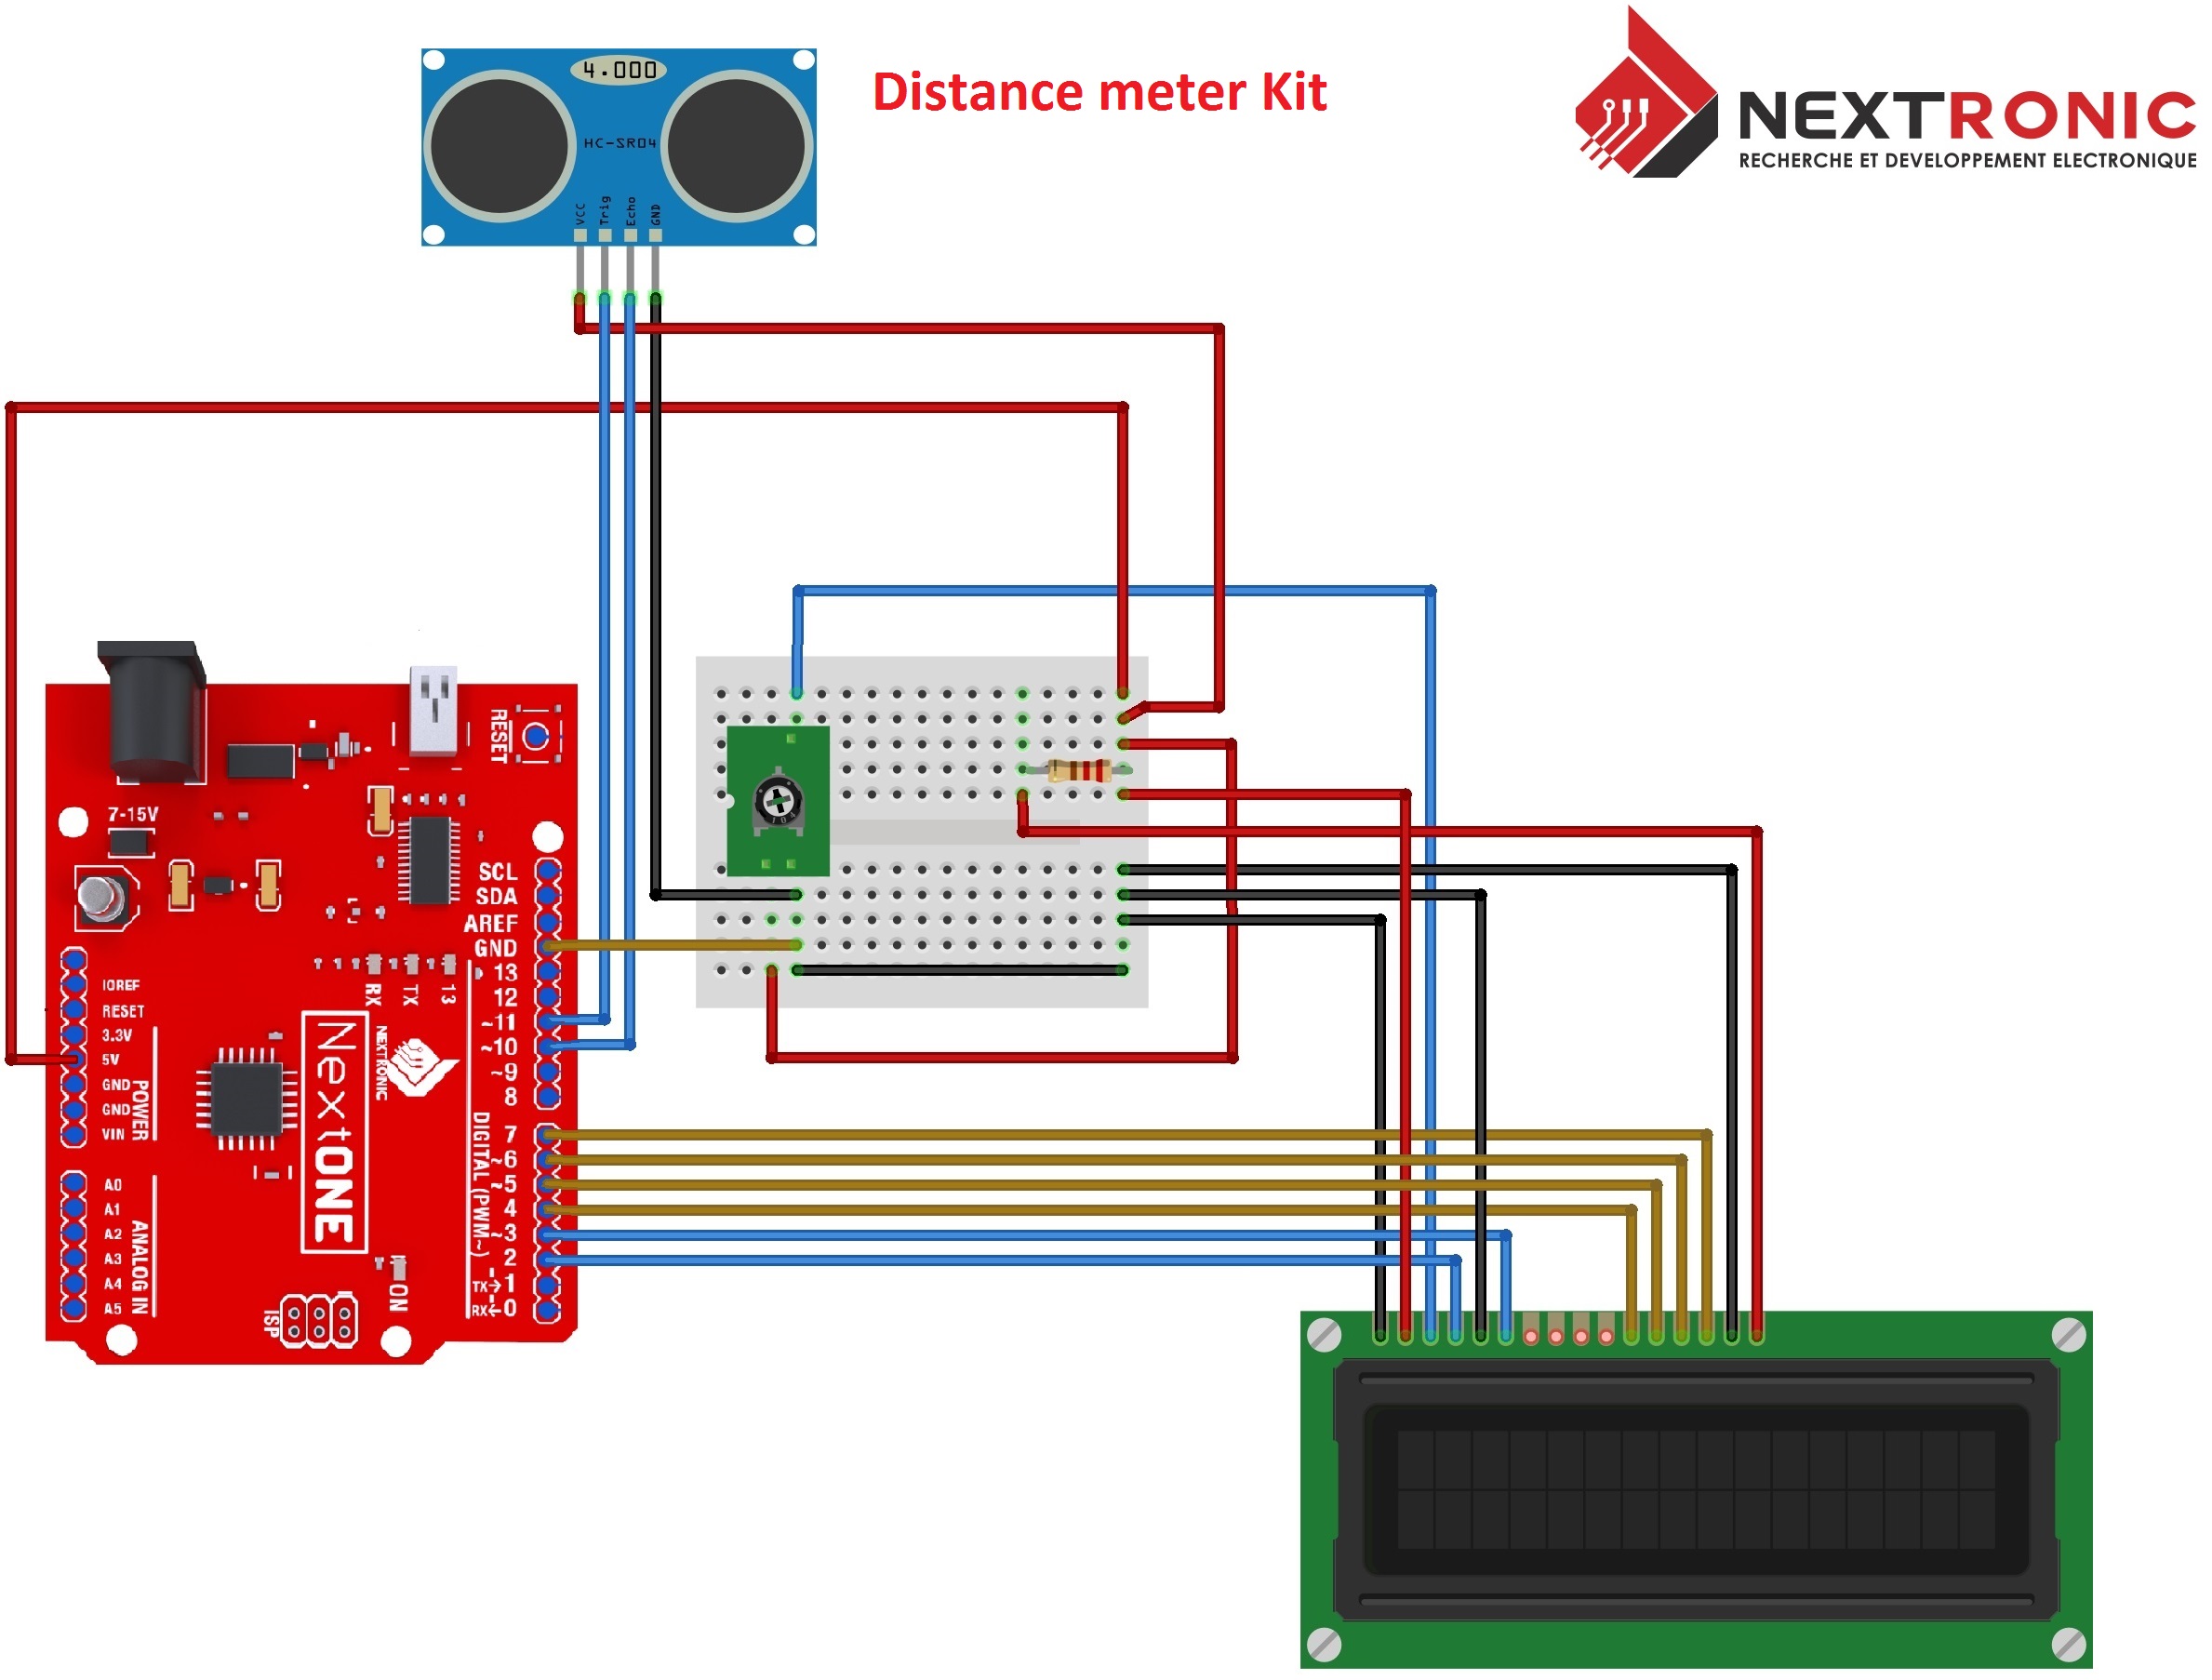 4.000
Distance meter Kit
NEXTRONIC
RECHERCHE ET DEVELOPPEMENT ELECTRONIQUE
HC-SR04
VCC
Trig
Echo
GND
RESET
7-15V
SCL
SDA
AREF
GND
13
12
~11
~10
~9
8
RX
TX
13
IOREF
RESET
3.3V
5V
GND
GND
VIN
POWER
NextONE
NEXTRONIC
7
~6
~5
4
~3
2
TX→1
RX←0
DIGITAL (PWM~)
A0
A1
A2
A3
A4
A5
ANALOG IN
ISP
ON
104